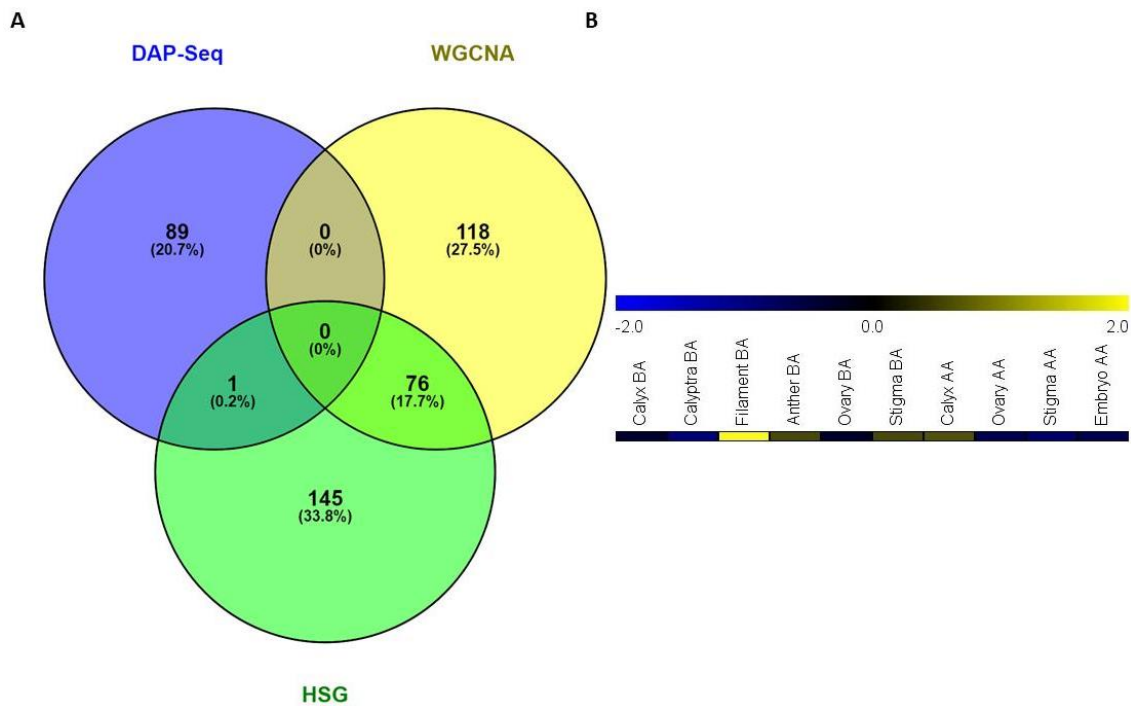 A
B
DAP-Seq
WGCNA
89
(20.7%)
0
(0%)
118
(27.5%)
0
(0%)
1
(0.2%)
76
(17.7%)
145
(33.8%)
HSG
-2.0
0.0
2.0
Calyx BA
Calyptra BA
Filament BA
Anther BA
Ovary BA
Stigma BA
Calyx AA
Ovary AA
Stigma AA
Embryo AA